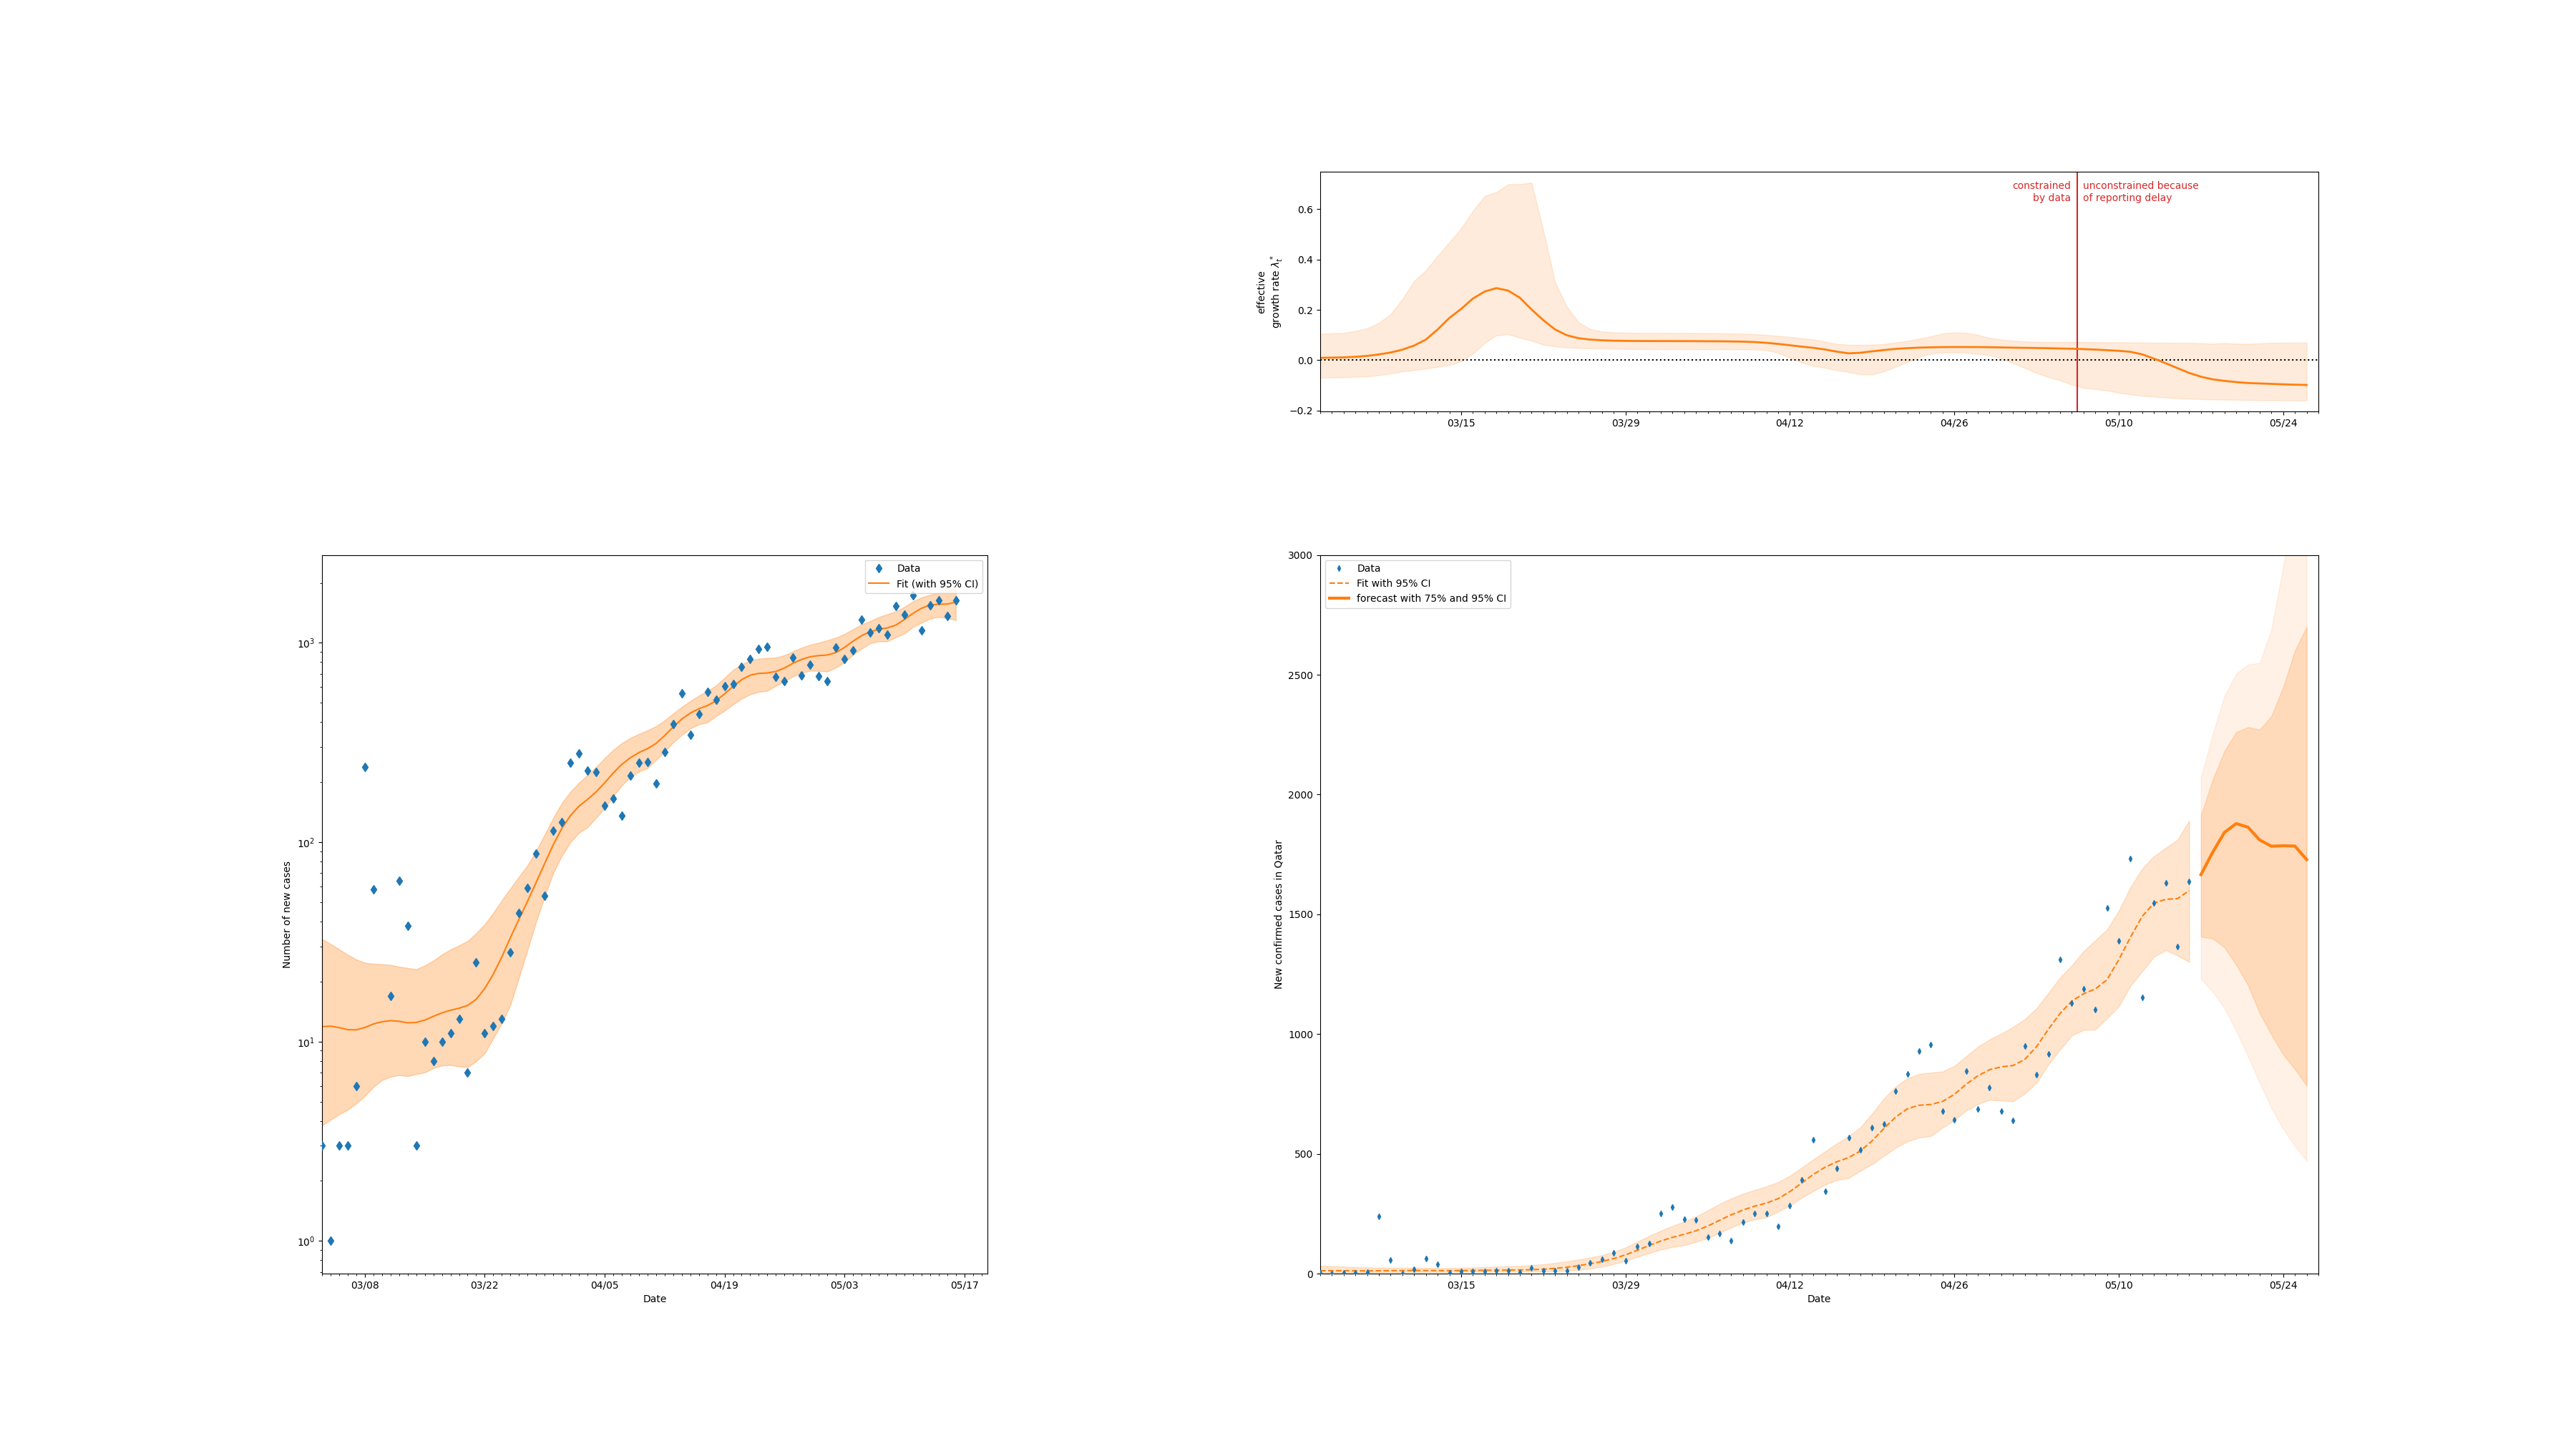 constrained
by data
unconstrained because
of reporting delay
effective
growth rate λ*t
0.6
0.4
0.2
0.0
−0.2
03/15
03/29
04/12
04/26
05/10
05/24
Data
Fit (with 95% CI)
Number of new cases
10³
10²
10¹
10⁰
03/08
03/22
04/05
04/19
05/03
05/17
Date
Data
Fit with 95% CI
forecast with 75% and 95% CI
New confirmed cases in Qatar
3000
2500
2000
1500
1000
500
0
03/15
03/29
04/12
04/26
05/10
05/24
Date